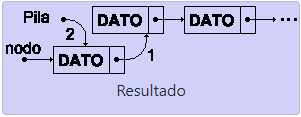 Pila
DATO
DATO
2
nodo
DATO
1
Resultado